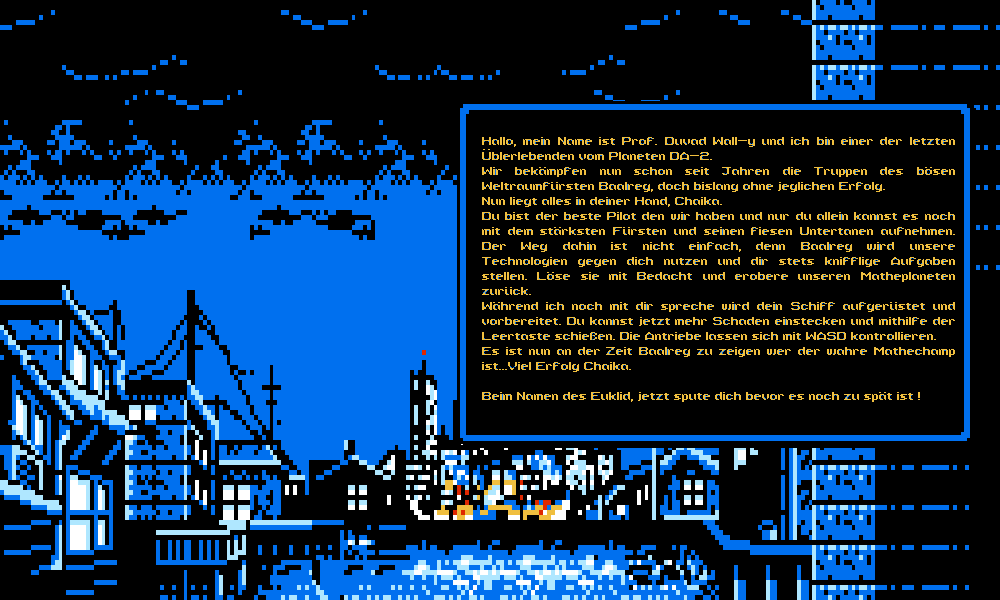 Hallo, mein Name ist Prof. Duvad Wall-y und ich bin einer der letzten
Üblerlebenden vom Planeten DA-2.
Wir bekämpfen nun schon seit Jahren die Truppen des bösen
Weltraumfürsten Baalreg, doch bislang ohne jeglichen Erfolg.
Nun liegt alles in deiner Hand, Chaika.
Du bist der beste Pilot den wir haben und nur du allein kannst es noch
mit dem stärksten Fürsten und seinen fiesen Untertanen aufnehmen.
Der Weg dahin ist nicht einfach, denn Baalreg wird unsere
Technologien gegen dich nutzen und dir stets knifflige Aufgaben
stellen. Löse sie mit Bedacht und erobere unseren Matheplaneten
zurück.
Während ich noch mit dir spreche wird dein Schiff aufgerüstet und
vorbereitet. Du kannst jetzt mehr Schaden einstecken und mithilfe der
Leertaste schießen. Die Antriebe lassen sich mit WASD kontrollieren.
Es ist nun an der Zeit Baalreg zu zeigen wer der wahre Mathechamp
ist...Viel Erfolg Chaika.
Beim Namen des Euklid, jetzt spute dich bevor es noch zu spät ist !